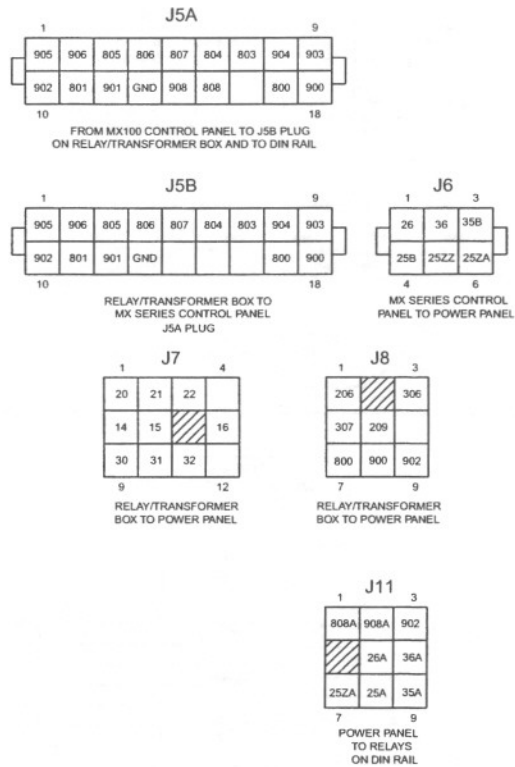 J5A
1 9
905 906 805 806 807 804 803 904 903
902 801 901 GND 908 808 800 900
10 18
FROM MX100 CONTROL PANEL TO J5B PLUG
ON RELAY/TRANSFORMER BOX AND TO DIN RAIL
J5B
1 9
905 906 805 806 807 804 803 904 903
902 801 901 GND 800 900
10 18
RELAY/TRANSFORMER BOX TO
MX SERIES CONTROL PANEL
J5A PLUG
J6
1 3
26 36 35B
25B 25ZZ 25ZA
4 6
MX SERIES CONTROL
PANEL TO POWER PANEL
J7
1 4
20 21 22
14 15 16
30 31 32
9 12
RELAY/TRANSFORMER
BOX TO POWER PANEL
J8
1 3
206 306
307 209
800 900 902
7 9
RELAY/TRANSFORMER
BOX TO POWER PANEL
J11
1 3
808A 908A 902
26A 36A
25ZA 25A 35A
7 9
POWER PANEL
TO RELAYS
ON DIN RAIL